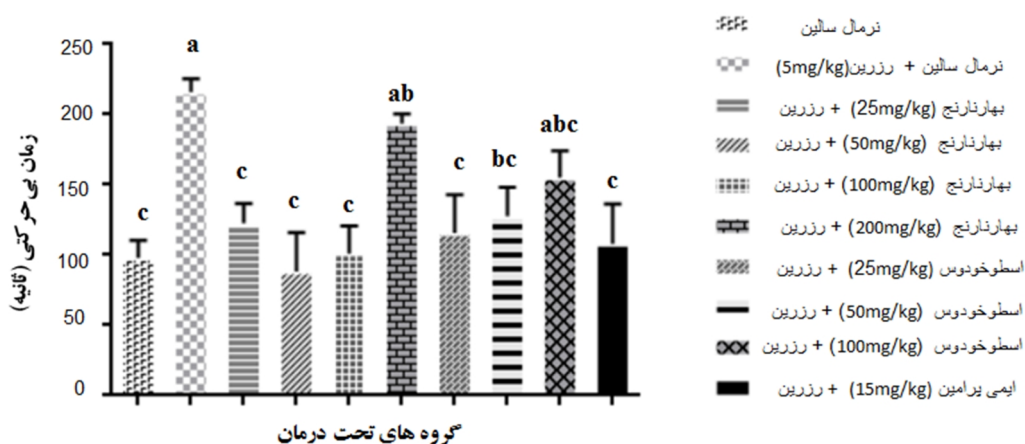 زمان بی حرکتی (ثانیه)
250
200
150
100
50
0
c
a
c
c
c
ab
c
bc
abc
c
گروه های تحت درمان
نرمال سالین
نرمال سالین + رزرپین(5mg/kg)
بهارنارنج (25mg/kg) + رزرپین
بهارنارنج (50mg/kg) + رزرپین
بهارنارنج (100mg/kg) + رزرپین
بهارنارنج (200mg/kg) + رزرپین
اسطوخودوس (25mg/kg) + رزرپین
اسطوخودوس (50mg/kg) + رزرپین
اسطوخودوس (100mg/kg) + رزرپین
ایمی پرامین (15mg/kg) + رزرپین